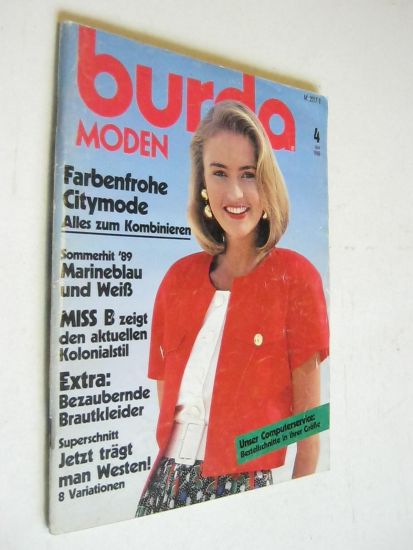 burda
MODEN
4
Farbenfrohe
Citymode
Alles zum Kombinieren
Sommerhit '89
Marineblau
und Weiß
MISS B zeigt
den aktuellen
Kolonialstil
Extra:
Bezaubernde
Brautkleider
Superschnitt
Jetzt trägt
man Westen!
8 Variationen
Unser Computerservice:
Bestellschnitte in Ihrer Größe